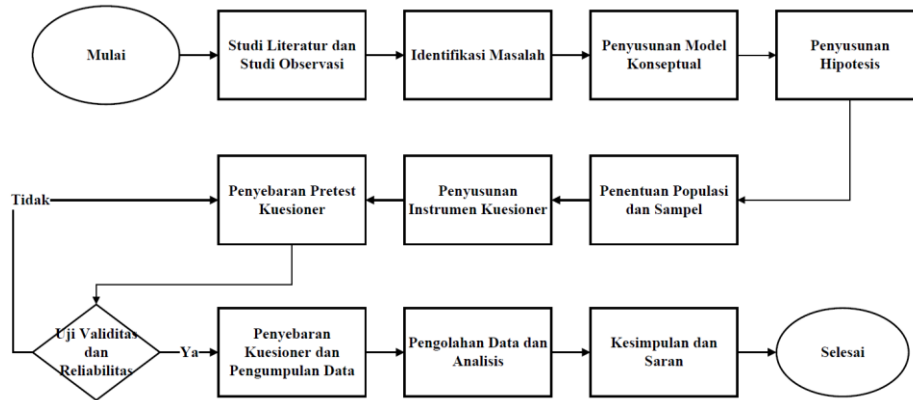 Mulai
Studi Literatur dan
Studi Observasi
Identifikasi Masalah
Penyusunan Model
Konseptual
Penyusunan
Hipotesis
Tidak
Penyebaran Pretest
Kuesioner
Penyusunan
Instrumen Kuesioner
Penentuan Populasi
dan Sampel
Uji Validitas
dan
Reliabilitas
Ya
Penyebaran
Kuesioner dan
Pengumpulan Data
Pengolahan Data dan
Analisis
Kesimpulan dan
Saran
Selesai